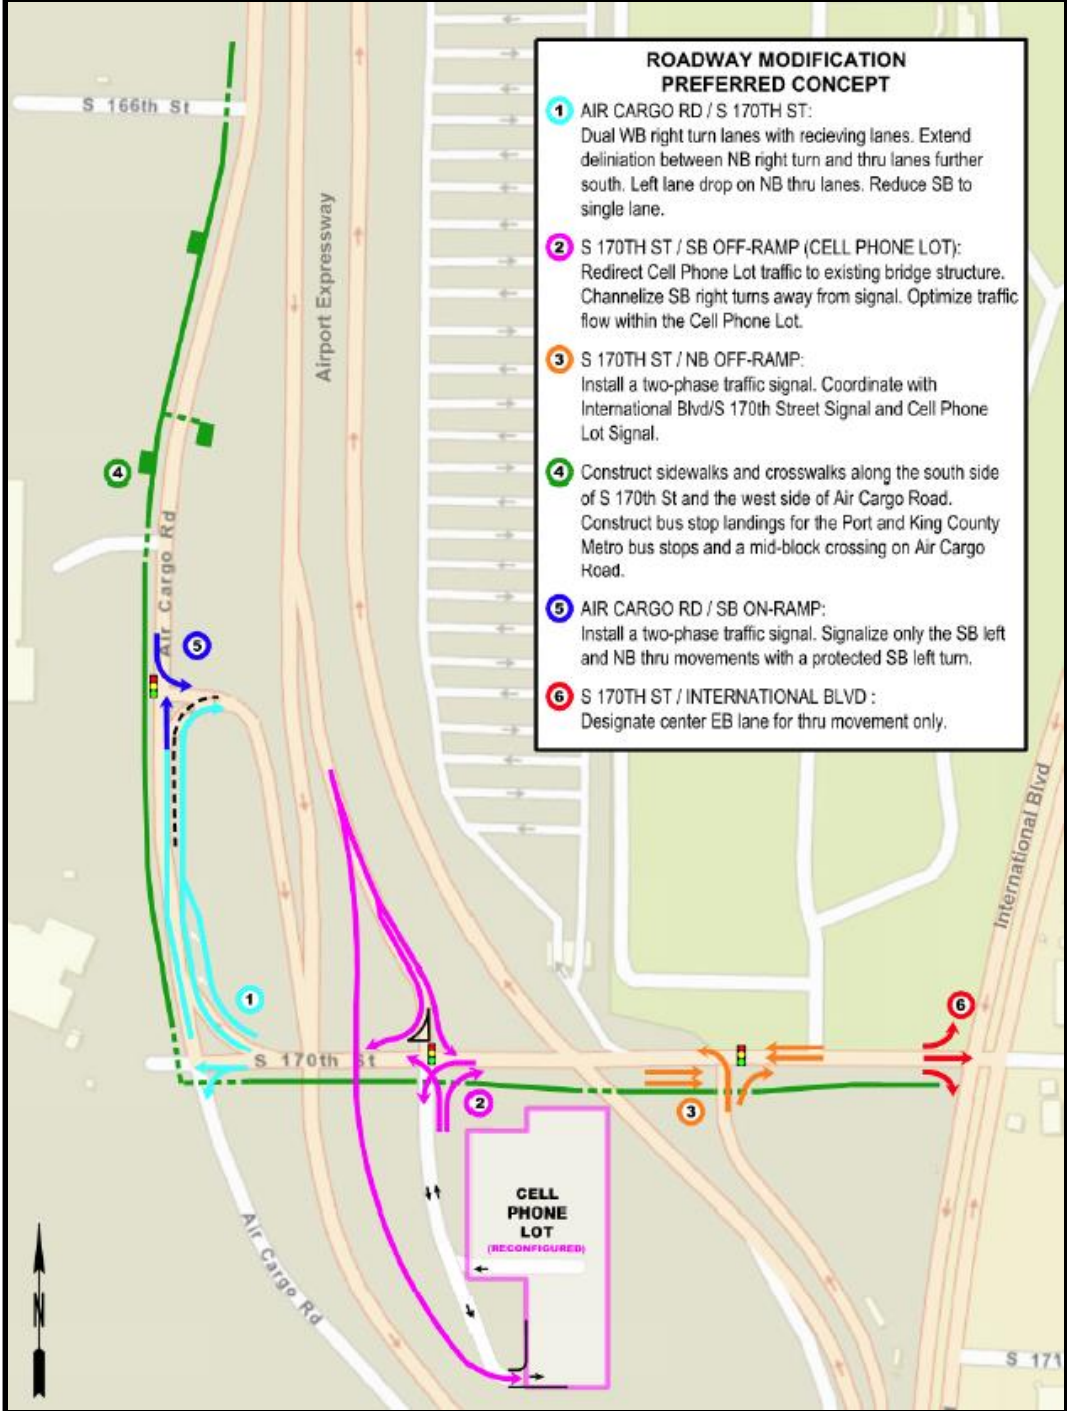 ROADWAY MODIFICATION
PREFERRED CONCEPT
1 AIR CARGO RD / S 170TH ST:
Dual WB right turn lanes with recieving lanes. Extend
deliniation between NB right turn and thru lanes further
south. Left lane drop on NB thru lanes. Reduce SB to
single lane.
2 S 170TH ST / SB OFF-RAMP (CELL PHONE LOT):
Redirect Cell Phone Lot traffic to existing bridge structure.
Channelize SB right turns away from signal. Optimize traffic
flow within the Cell Phone Lot.
3 S 170TH ST / NB OFF-RAMP:
Install a two-phase traffic signal. Coordinate with
International Blvd/S 170th Street Signal and Cell Phone
Lot Signal.
4 Construct sidewalks and crosswalks along the south side
of S 170th St and the west side of Air Cargo Road.
Construct bus stop landings for the Port and King County
Metro bus stops and a mid-block crossing on Air Cargo
Road.
5 AIR CARGO RD / SB ON-RAMP:
Install a two-phase traffic signal. Signalize only the SB left
and NB thru movements with a protected SB left turn.
6 S 170TH ST / INTERNATIONAL BLVD :
Designate center EB lane for thru movement only.
S 166th St
Airport Expressway
4
Air Cargo Rd
5
International Blvd
1
6
S 170th St
2
3
CELL
PHONE
LOT
(RECONFIGURED)
Air Cargo Rd
N
S 171